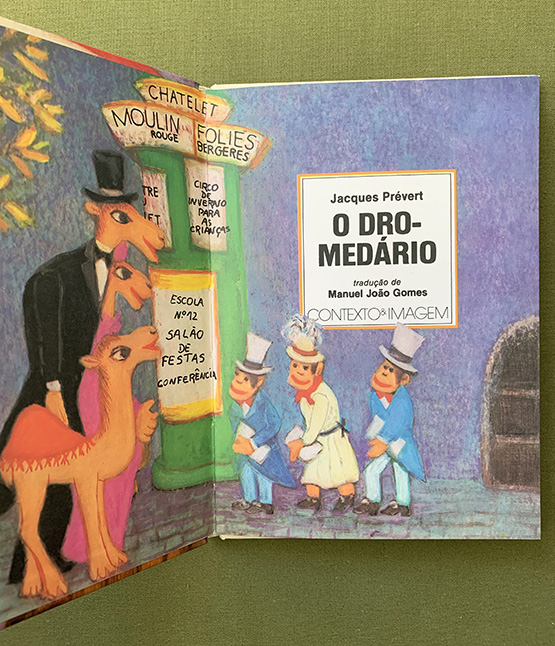 CHATELET
MOULIN
ROUGE
FOLIES
BERGERES
TRE
ET
CIRCO
DE
INVERNO
PARA
AS
CRIANÇAS
ESCOLA
Nº12
SALÃO
DE
FESTAS
CONFERÊNCIA
Jacques Prévert
O DRO-
MEDÁRIO
tradução de
Manuel João Gomes
CONTEXTO & IMAGEM